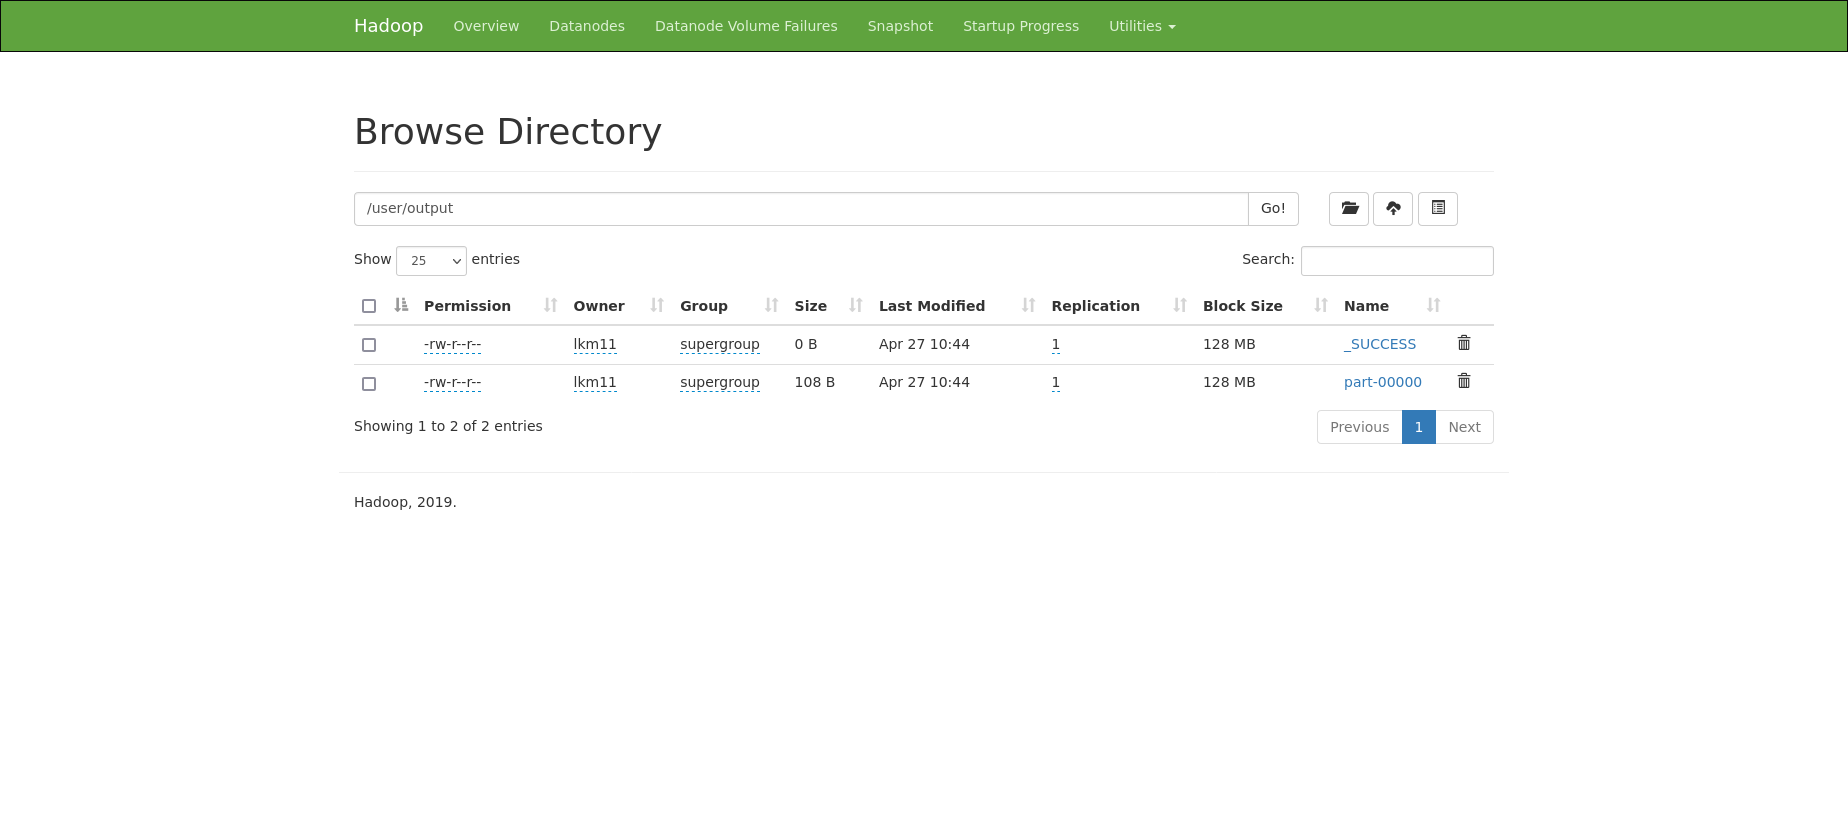 Hadoop Overview Datanodes Datanode Volume Failures Snapshot Startup Progress Utilities
Browse Directory
/user/output Go!
Show 25 entries Search:
Permission Owner Group Size Last Modified Replication Block Size Name
-rw-r--r-- lkm11 supergroup 0 B Apr 27 10:44 1 128 MB _SUCCESS
-rw-r--r-- lkm11 supergroup 108 B Apr 27 10:44 1 128 MB part-00000
Showing 1 to 2 of 2 entries Previous 1 Next
Hadoop, 2019.